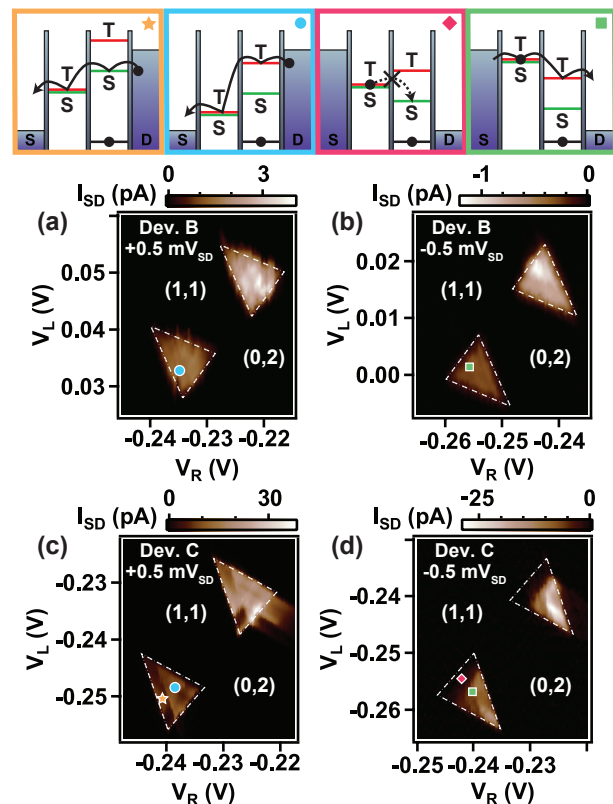 T T T T
S S S S
T T T T
S S S S
S D S D S D S D
0 3 -1 0
I_SD (pA) I_SD (pA)
(a) Dev. B +0.5 mV_SD (b) Dev. B -0.5 mV_SD
(1,1) (1,1)
(0,2) (0,2)
0.05 0.04 0.03 0.02 0.01 0.00
V_L (V) V_L (V)
-0.24 -0.23 -0.22 -0.26 -0.25 -0.24
V_R (V) V_R (V)
0 30 -25 0
I_SD (pA) I_SD (pA)
(c) Dev. C +0.5 mV_SD (d) Dev. C -0.5 mV_SD
(1,1) (1,1)
(0,2) (0,2)
-0.23 -0.24 -0.25 -0.24 -0.25 -0.26
V_L (V) V_L (V)
-0.24 -0.23 -0.22 -0.25 -0.24 -0.23
V_R (V) V_R (V)